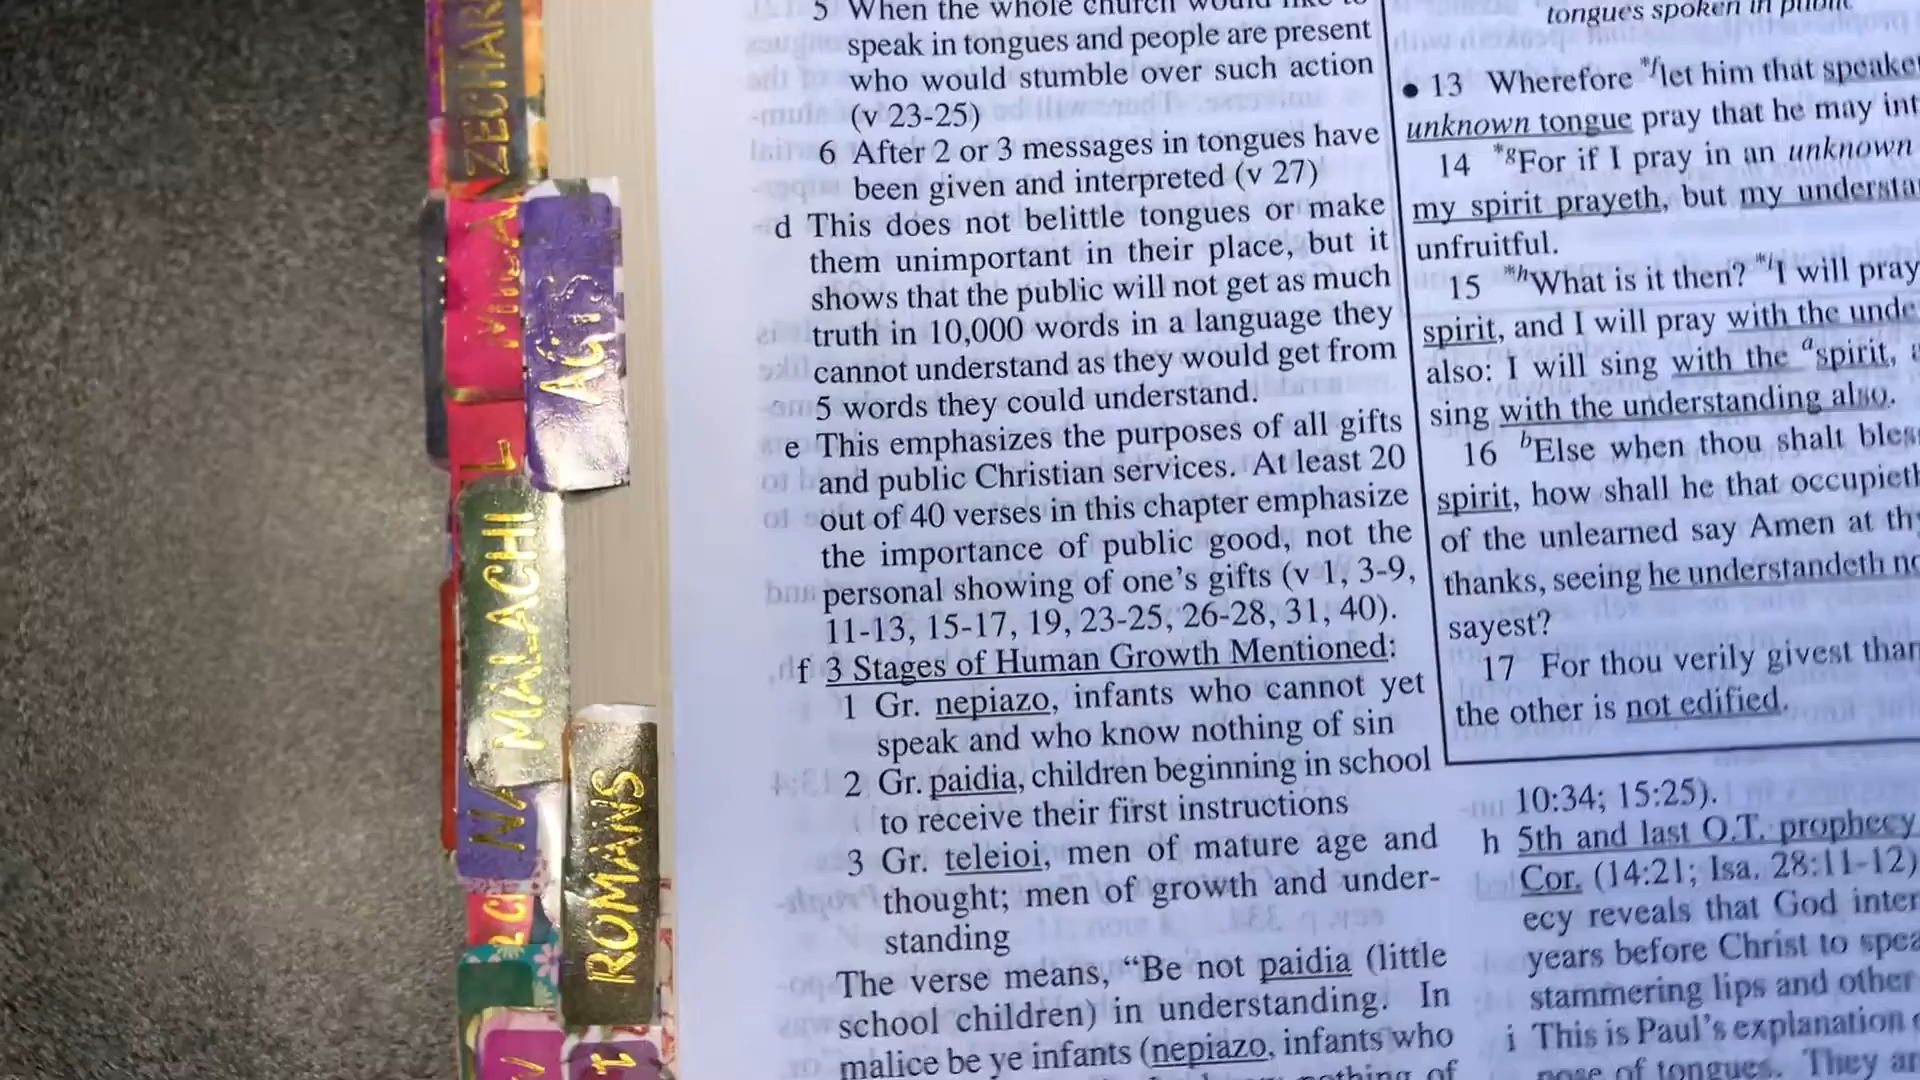 ZECHAR
ACTS
L
MALACHI
NA
ROMANS
5 When the whole church would like to
speak in tongues and people are present
who would stumble over such action
(v 23-25)
6 After 2 or 3 messages in tongues have
been given and interpreted (v 27)
d This does not belittle tongues or make
them unimportant in their place, but it
shows that the public will not get as much
truth in 10,000 words in a language they
cannot understand as they would get from
5 words they could understand.
e This emphasizes the purposes of all gifts
and public Christian services. At least 20
out of 40 verses in this chapter emphasize
the importance of public good, not the
personal showing of one's gifts (v 1, 3-9,
11-13, 15-17, 19, 23-25, 26-28, 31, 40).
f 3 Stages of Human Growth Mentioned:
1 Gr. nepiazo, infants who cannot yet
speak and who know nothing of sin
2 Gr. paidia, children beginning in school
to receive their first instructions
3 Gr. teleioi, men of mature age and
thought; men of growth and under-
standing
The verse means, “Be not paidia (little
school children) in understanding. In
malice be ye infants (nepiazo, infants who
nothing of
tongues spoken in public
• 13 Wherefore *f let him that speake
unknown tongue pray that he may int
14 *g For if I pray in an unknown
my spirit prayeth, but my understa
unfruitful.
15 *h What is it then? *i I will pray
spirit, and I will pray with the unde
also: I will sing with the a spirit, a
sing with the understanding also.
16 b Else when thou shalt bless
spirit, how shall he that occupieth
of the unlearned say Amen at thy
thanks, seeing he understandeth no
sayest?
17 For thou verily givest than
the other is not edified.
10:34; 15:25).
h 5th and last O.T. prophecy
Cor. (14:21; Isa. 28:11-12)
ecy reveals that God inter
years before Christ to spea
stammering lips and other
i This is Paul's explanation
pose of tongues. They ar